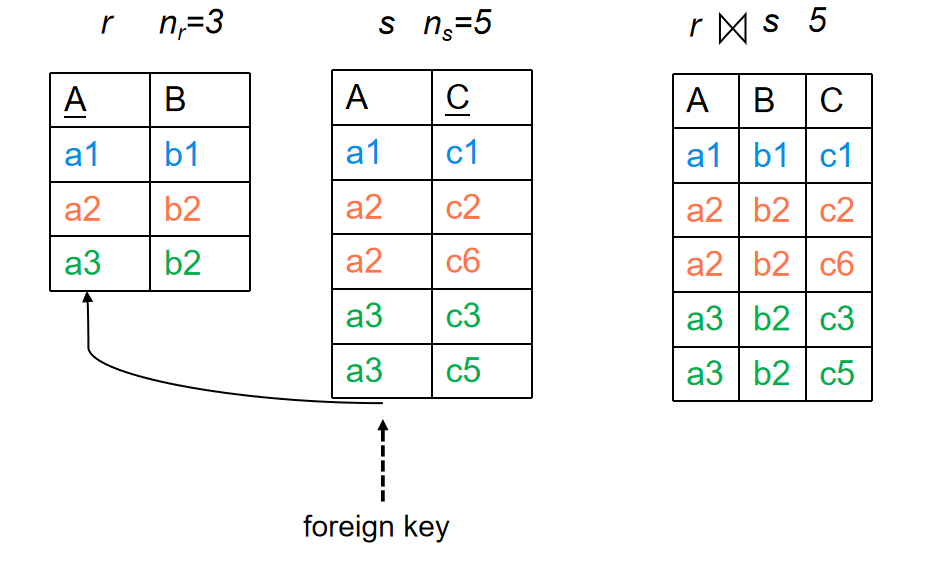 r n_r=3
s n_s=5
r ⋈ s 5
A B
a1 b1
a2 b2
a3 b2
A C
a1 c1
a2 c2
a2 c6
a3 c3
a3 c5
A B C
a1 b1 c1
a2 b2 c2
a2 b2 c6
a3 b2 c3
a3 b2 c5
foreign key